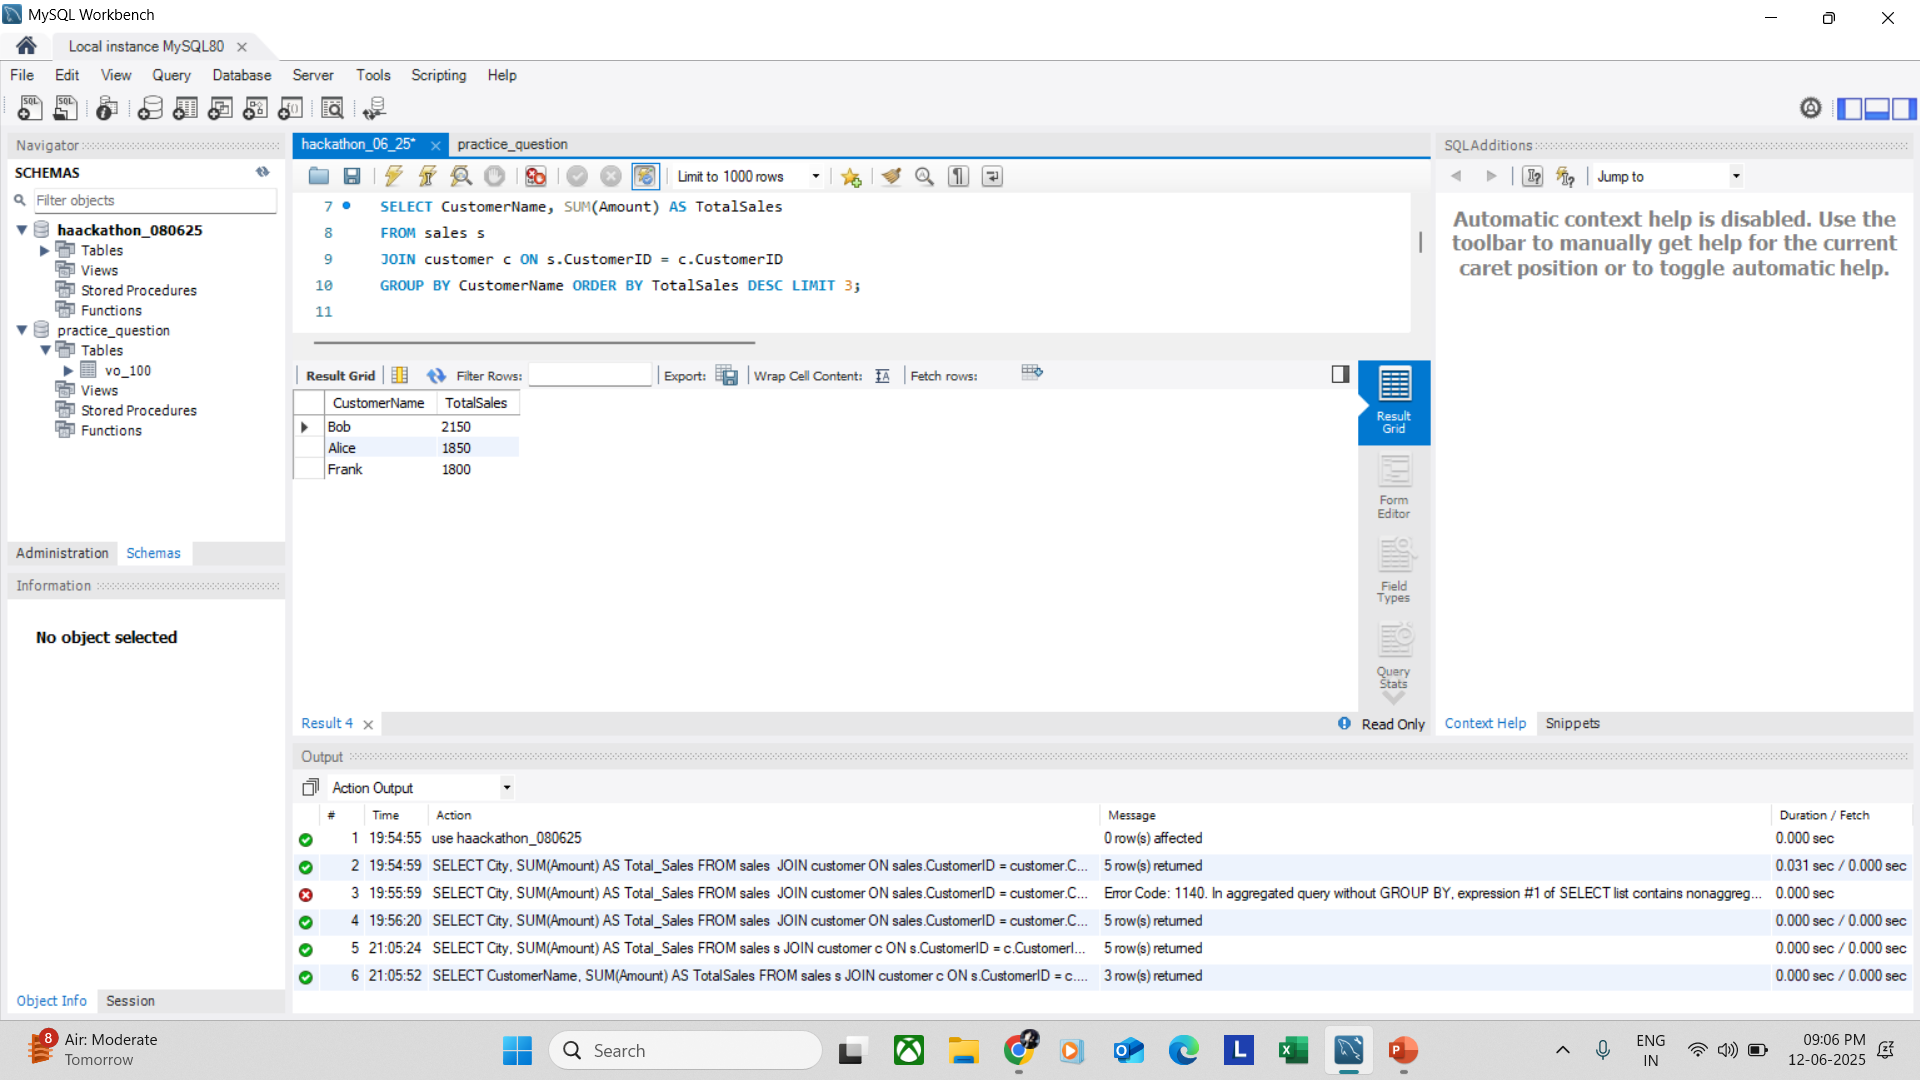 MySQL Workbench
Local instance MySQL80
File Edit View Query Database Server Tools Scripting Help
Navigator
SCHEMAS
Filter objects
haackathon_080625
Tables
Views
Stored Procedures
Functions
practice_question
Tables
vo_100
Views
Stored Procedures
Functions
Administration Schemas
Information
No object selected
Object Info Session
hackathon_06_25* practice_question
Limit to 1000 rows
7 SELECT CustomerName, SUM(Amount) AS TotalSales
8 FROM sales s
9 JOIN customer c ON s.CustomerID = c.CustomerID
10 GROUP BY CustomerName ORDER BY TotalSales DESC LIMIT 3;
11
Result Grid Filter Rows: Export: Wrap Cell Content: Fetch rows:
CustomerName TotalSales
Bob 2150
Alice 1850
Frank 1800
Result
Grid
Form
Editor
Field
Types
Query
Stats
Result 4
Read Only
SQLAdditions
Jump to
Automatic context help is disabled. Use the
toolbar to manually get help for the current
caret position or to toggle automatic help.
Context Help Snippets
Output
Action Output
# Time Action Message Duration / Fetch
1 19:54:55 use haackathon_080625 0 row(s) affected 0.000 sec
2 19:54:59 SELECT City, SUM(Amount) AS Total_Sales FROM sales JOIN customer ON sales.CustomerID = customer.C... 5 row(s) returned 0.031 sec / 0.000 sec
3 19:55:59 SELECT City, SUM(Amount) AS Total_Sales FROM sales JOIN customer ON sales.CustomerID = customer.C... Error Code: 1140. In aggregated query without GROUP BY, expression #1 of SELECT list contains nonaggreg... 0.000 sec
4 19:56:20 SELECT City, SUM(Amount) AS Total_Sales FROM sales JOIN customer ON sales.CustomerID = customer.C... 5 row(s) returned 0.000 sec / 0.000 sec
5 21:05:24 SELECT City, SUM(Amount) AS Total_Sales FROM sales s JOIN customer c ON s.CustomerID = c.CustomerI... 5 row(s) returned 0.000 sec / 0.000 sec
6 21:05:52 SELECT CustomerName, SUM(Amount) AS TotalSales FROM sales s JOIN customer c ON s.CustomerID = c.... 3 row(s) returned 0.000 sec / 0.000 sec
8
Air: Moderate
Tomorrow
Search
L
ENG
IN
09:06 PM
12-06-2025